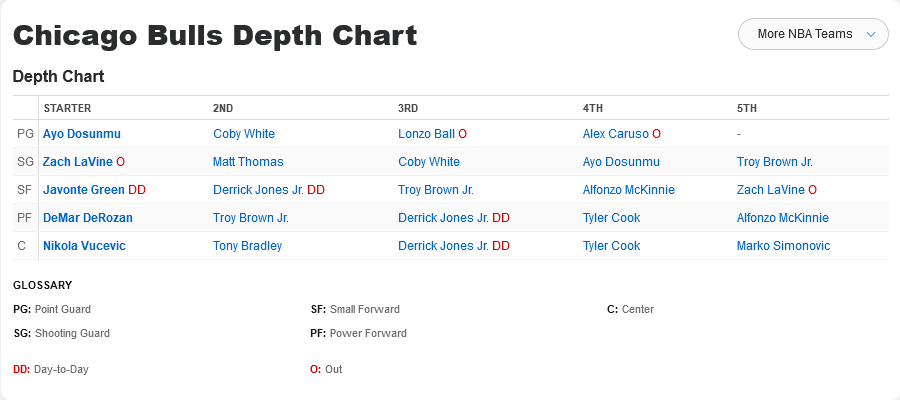 Chicago Bulls Depth Chart
More NBA Teams
Depth Chart
STARTER 2ND 3RD 4TH 5TH
PG Ayo Dosunmu Coby White Lonzo Ball O Alex Caruso O -
SG Zach LaVine O Matt Thomas Coby White Ayo Dosunmu Troy Brown Jr.
SF Javonte Green DD Derrick Jones Jr. DD Troy Brown Jr. Alfonzo McKinnie Zach LaVine O
PF DeMar DeRozan Troy Brown Jr. Derrick Jones Jr. DD Tyler Cook Alfonzo McKinnie
C Nikola Vucevic Tony Bradley Derrick Jones Jr. DD Tyler Cook Marko Simonovic
GLOSSARY
PG: Point Guard SF: Small Forward C: Center
SG: Shooting Guard PF: Power Forward
DD: Day-to-Day O: Out